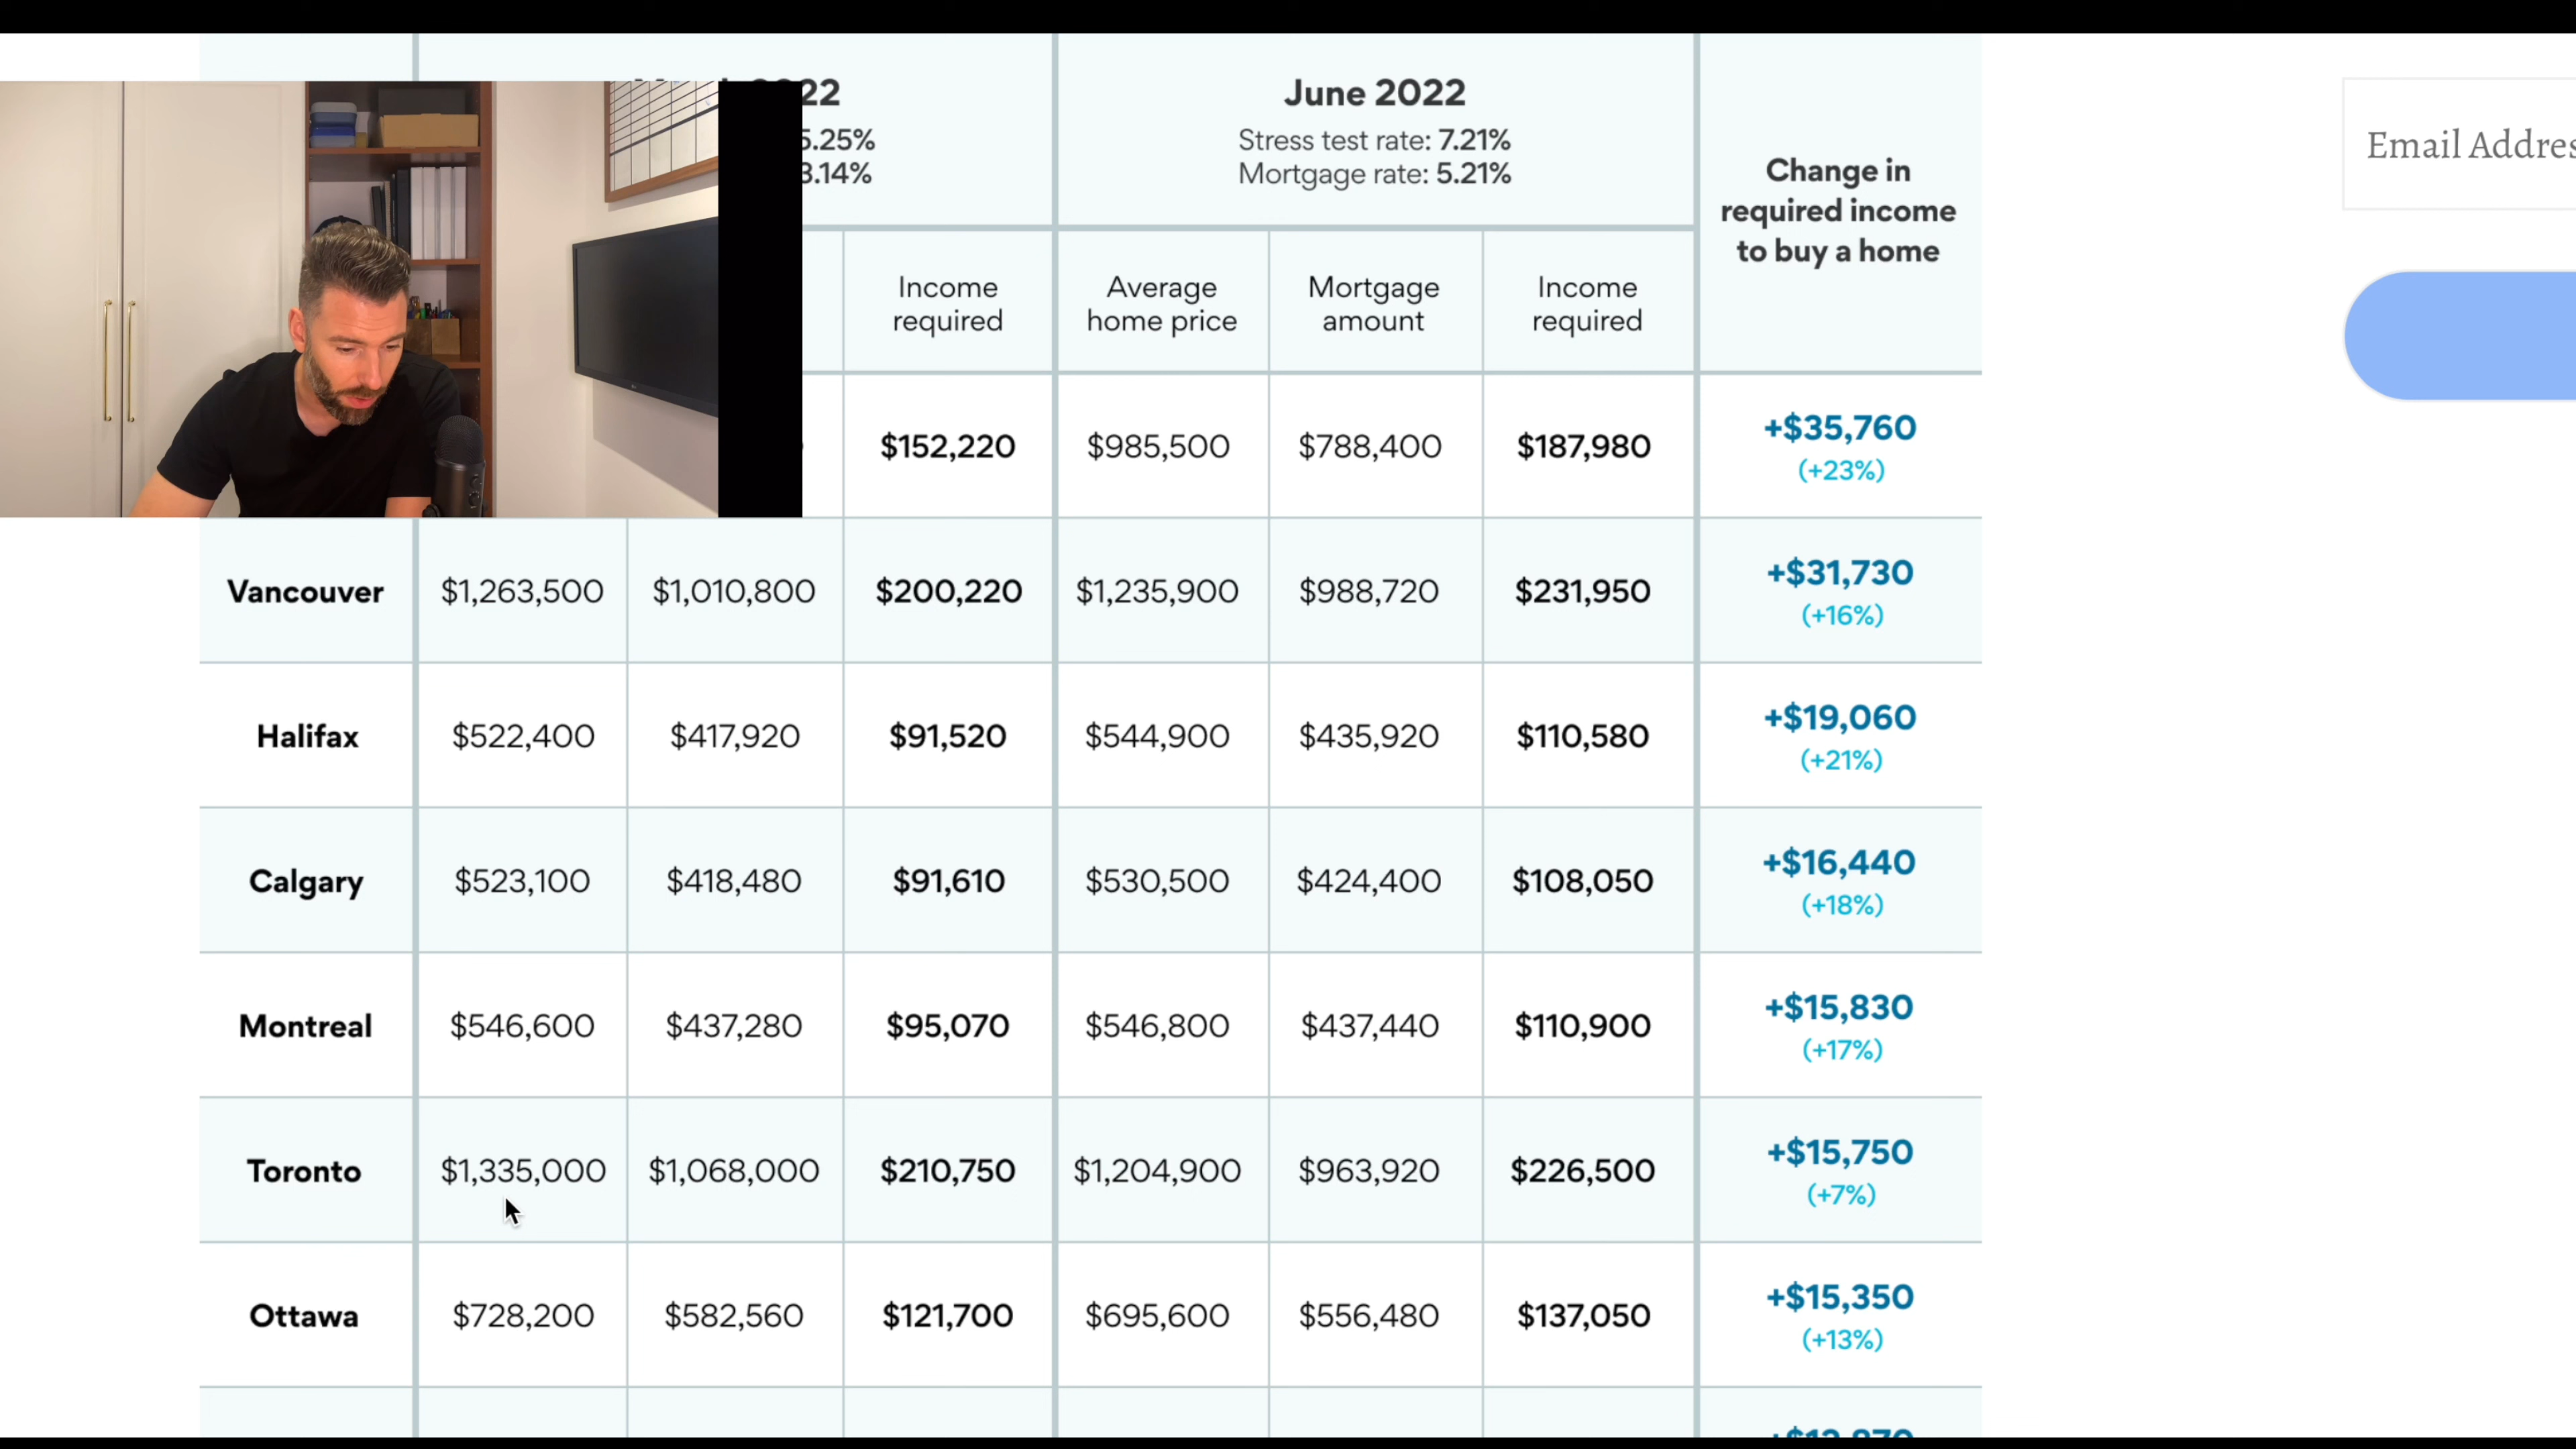 22
5.25%
3.14%
June 2022
Stress test rate: 7.21%
Mortgage rate: 5.21%
Change in
required income
to buy a home
Email Addres
Income
required
Average
home price
Mortgage
amount
Income
required
$152,220 $985,500 $788,400 $187,980 +$35,760
(+23%)
Vancouver $1,263,500 $1,010,800 $200,220 $1,235,900 $988,720 $231,950 +$31,730
(+16%)
Halifax $522,400 $417,920 $91,520 $544,900 $435,920 $110,580 +$19,060
(+21%)
Calgary $523,100 $418,480 $91,610 $530,500 $424,400 $108,050 +$16,440
(+18%)
Montreal $546,600 $437,280 $95,070 $546,800 $437,440 $110,900 +$15,830
(+17%)
Toronto $1,335,000 $1,068,000 $210,750 $1,204,900 $963,920 $226,500 +$15,750
(+7%)
Ottawa $728,200 $582,560 $121,700 $695,600 $556,480 $137,050 +$15,350
(+13%)